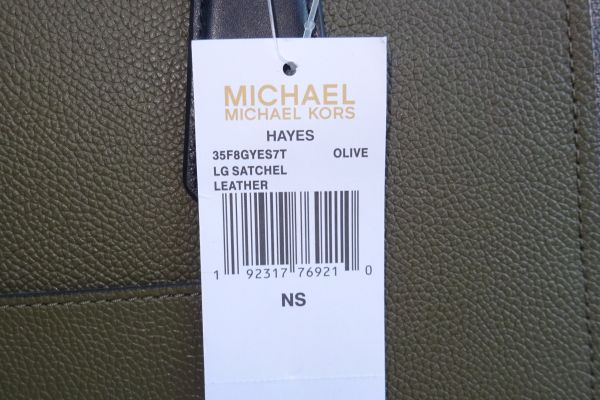 MICHAEL
MICHAEL KORS
HAYES
35F8GYES7T OLIVE
LG SATCHEL
LEATHER
1 92317 76921 0
NS